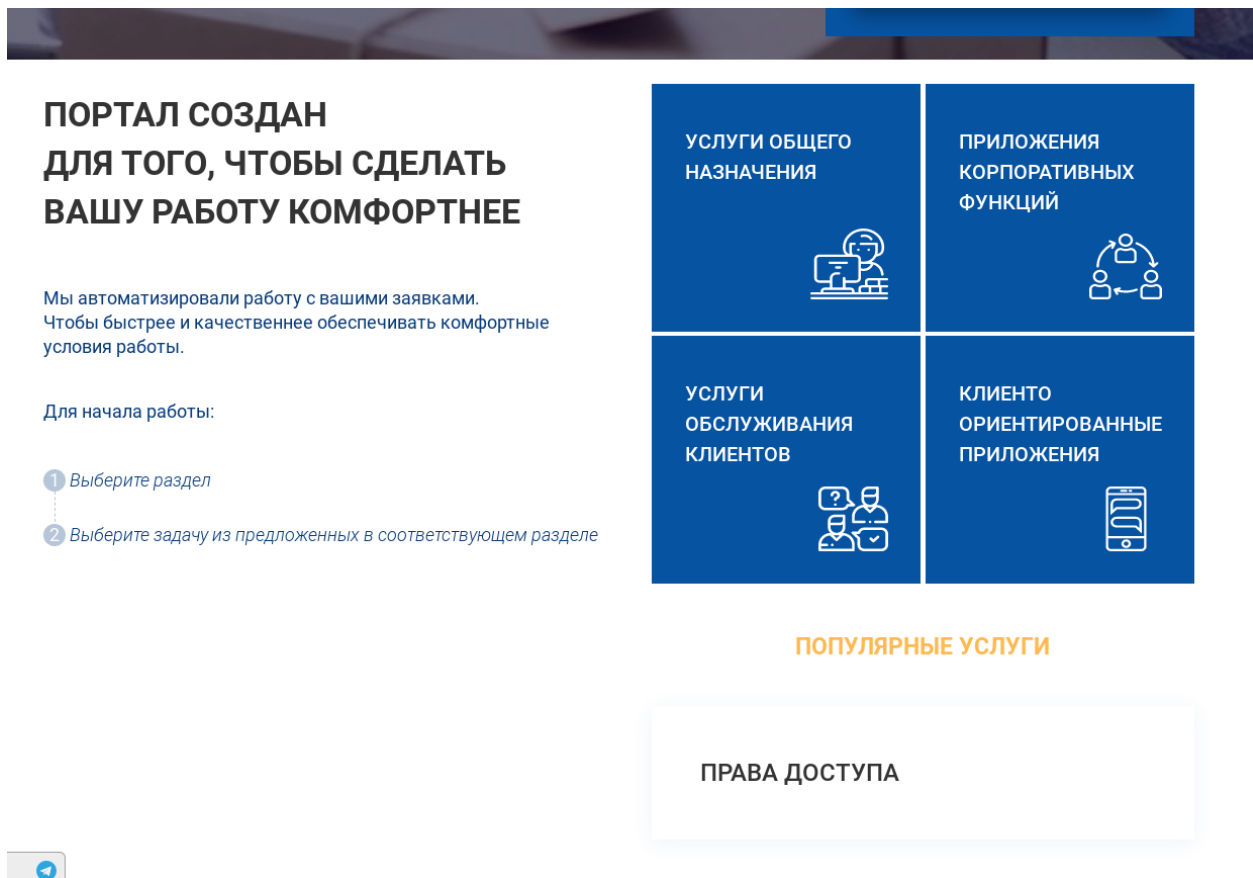 ПОРТАЛ СОЗДАН
ДЛЯ ТОГО, ЧТОБЫ СДЕЛАТЬ
ВАШУ РАБОТУ КОМФОРТНЕЕ
Мы автоматизировали работу с вашими заявками.
Чтобы быстрее и качественнее обеспечивать комфортные
условия работы.
Для начала работы:
1 Выберите раздел
2 Выберите задачу из предложенных в соответствующем разделе
УСЛУГИ ОБЩЕГО
НАЗНАЧЕНИЯ
ПРИЛОЖЕНИЯ
КОРПОРАТИВНЫХ
ФУНКЦИЙ
УСЛУГИ
ОБСЛУЖИВАНИЯ
КЛИЕНТОВ
КЛИЕНТО
ОРИЕНТИРОВАННЫЕ
ПРИЛОЖЕНИЯ
ПОПУЛЯРНЫЕ УСЛУГИ
ПРАВА ДОСТУПА